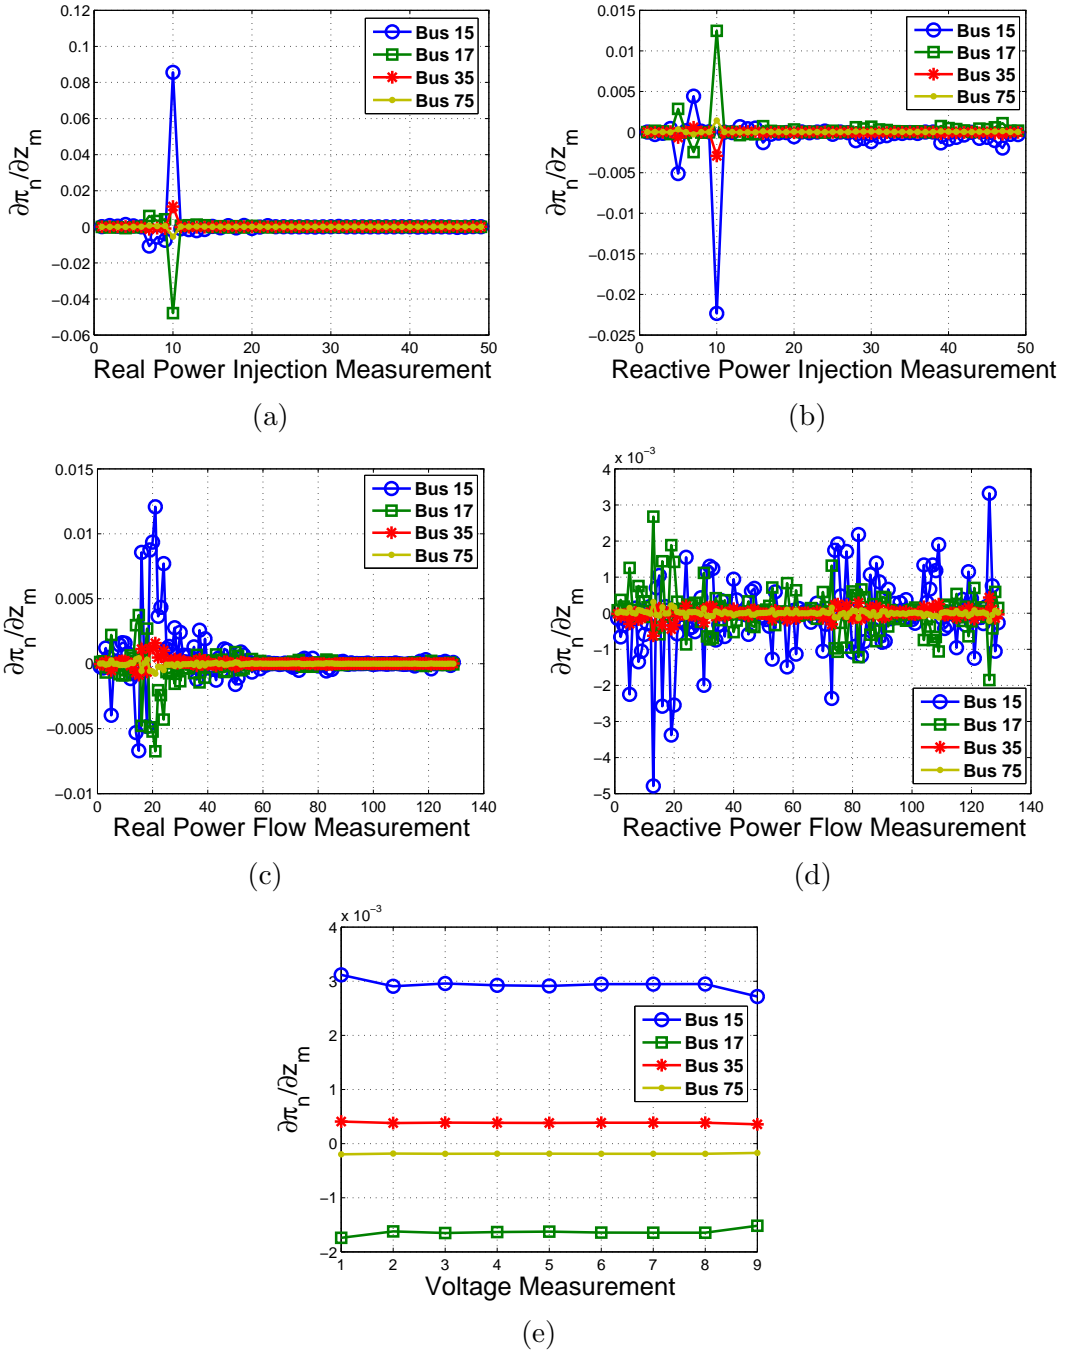 0.12
0.1
0.08
0.06
0.04
0.02
0
−0.02
−0.04
−0.06
0 10 20 30 40 50
∂π_n/∂z_m
Real Power Injection Measurement
Bus 15
Bus 17
Bus 35
Bus 75
(a)
0.015
0.01
0.005
0
−0.005
−0.01
−0.015
−0.02
−0.025
0 10 20 30 40 50
∂π_n/∂z_m
Reactive Power Injection Measurement
Bus 15
Bus 17
Bus 35
Bus 75
(b)
0.015
0.01
0.005
0
−0.005
−0.01
0 20 40 60 80 100 120 140
∂π_n/∂z_m
Real Power Flow Measurement
Bus 15
Bus 17
Bus 35
Bus 75
(c)
x 10⁻³
4
3
2
1
0
−1
−2
−3
−4
−5
0 20 40 60 80 100 120 140
∂π_n/∂z_m
Reactive Power Flow Measurement
Bus 15
Bus 17
Bus 35
Bus 75
(d)
x 10⁻³
4
3
2
1
0
−1
−2
1 2 3 4 5 6 7 8 9
∂π_n/∂z_m
Voltage Measurement
Bus 15
Bus 17
Bus 35
Bus 75
(e)